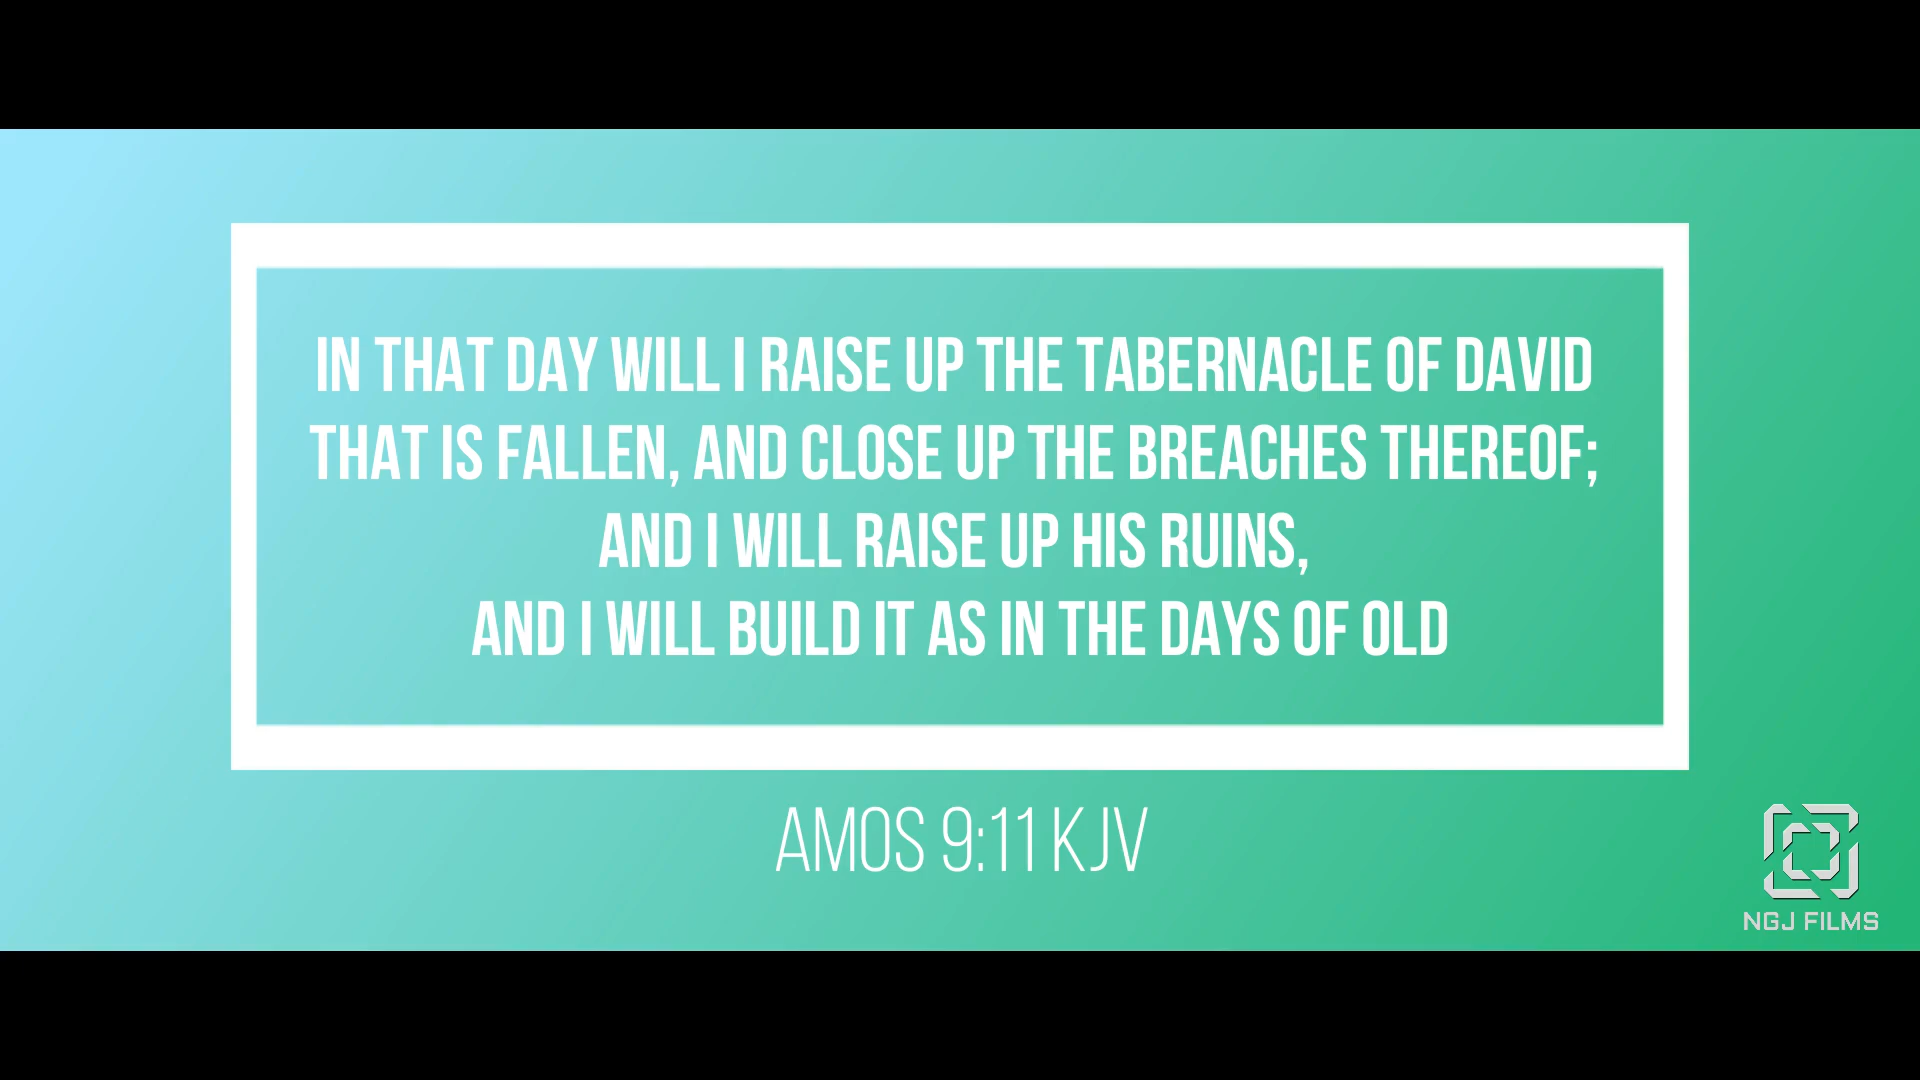 IN THAT DAY WILL I RAISE UP THE TABERNACLE OF DAVID
THAT IS FALLEN, AND CLOSE UP THE BREACHES THEREOF;
AND I WILL RAISE UP HIS RUINS,
AND I WILL BUILD IT AS IN THE DAYS OF OLD
AMOS 9:11 KJV
NGJ FILMS